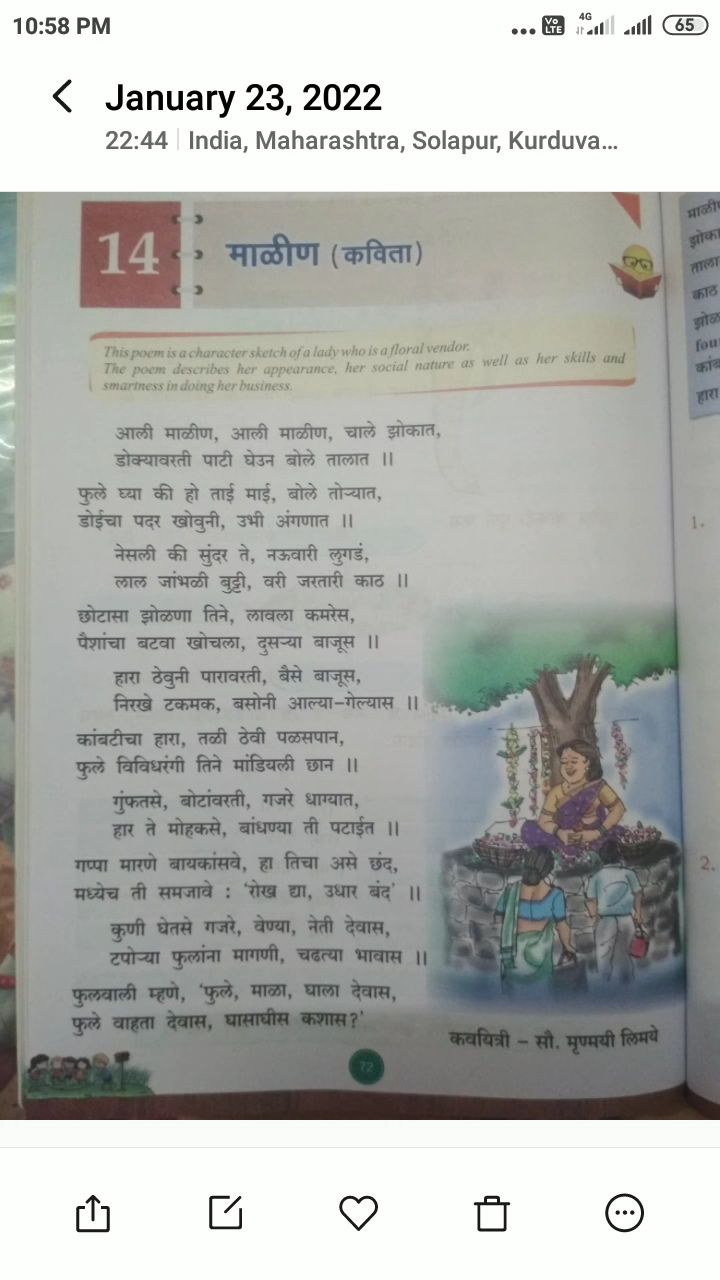 10:58 PM
Vo LTE 4G 65
January 23, 2022
22:44 India, Maharashtra, Solapur, Kurduva...
14 माळीण (कविता)
This poem is a character sketch of a lady who is a floral vendor.
The poem describes her appearance, her social nature as well as her skills and
smartness in doing her business.
आली माळीण, आली माळीण, चाले झोकात,
डोक्यावरती पाटी घेउन बोले तालात ॥
फुले घ्या की हो ताई माई, बोले तोऱ्यात,
डोईचा पदर खोवुनी, उभी अंगणात ॥
नेसली की सुंदर ते, नऊवारी लुगडं,
लाल जांभळी बुट्टी, वरी जरतारी काठ ॥
छोटासा झोळणा तिने, लावला कमरेस,
पैशांचा बटवा खोचला, दुसऱ्या बाजूस ॥
हारा ठेवुनी पारावरती, बैसे बाजूस,
निरखे टकमक, बसोनी आल्या-गेल्यास ॥
कांबटीचा हारा, तळी ठेवी पळसपान,
फुले विविधरंगी तिने मांडियली छान ॥
गुंफतसे, बोटांवरती, गजरे धाग्यात,
हार ते मोहकसे, बांधण्या ती पटाईत ॥
गप्पा मारणे बायकांसवे, हा तिचा असे छंद,
मध्येच ती समजावे : 'रोख द्या, उधार बंद' ॥
कुणी घेतसे गजरे, वेण्या, नेती देवास,
टपोऱ्या फुलांना मागणी, चढत्या भावास ॥
फुलवाली म्हणे, 'फुले, माळा, घाला देवास,
फुले वाहता देवास, घासाघीस कशास?'
कवयित्री - सौ. मृण्मयी लिमये
72
काठ
हारा
1.
2.